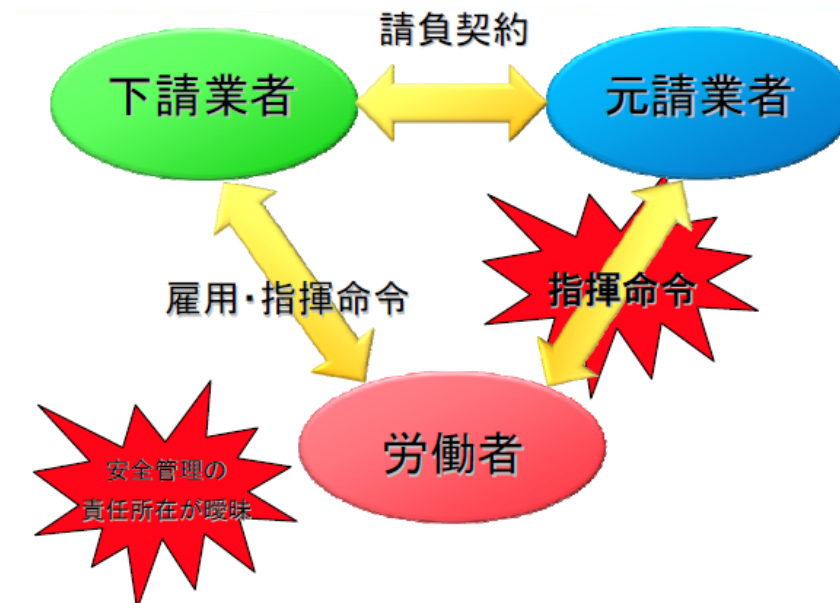 請負契約
下請業者
元請業者
雇用・指揮命令
指揮命令
労働者
安全管理の
責任所在が曖昧